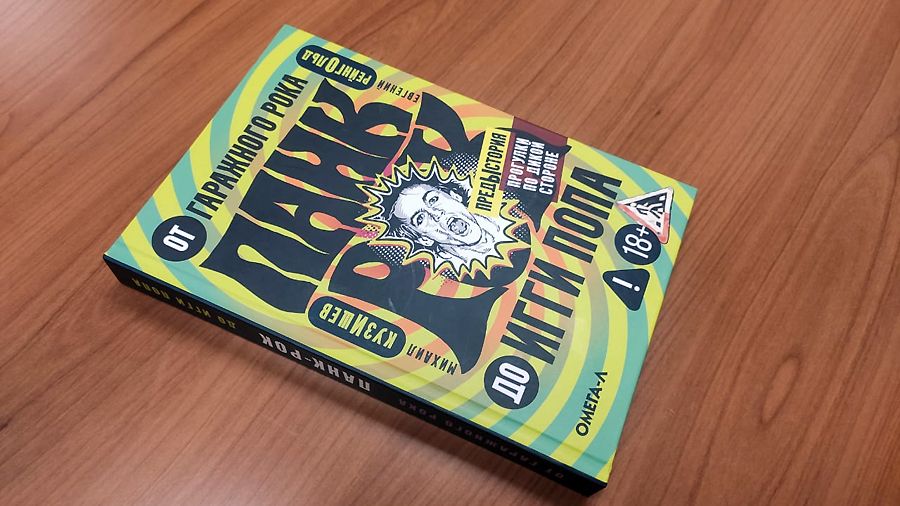 ОТ ГАРАЖНОГО РОКА
МИХАИЛ КУЗИЩЕВ
ЕВГЕНИЙ РЕЙНГОЛЬД
ПАНК
РОК
ПРЕДЫСТОРИЯ
ПРОГУЛКИ
ПО ДИКОЙ
СТОРОНЕ
ДО ИГГИ ПОПА
! 18+
ОМЕГА-Л
ОТ ГАРАЖНОГО РОКА
ПАНК-РОК
ДО ИГГИ ПОПА